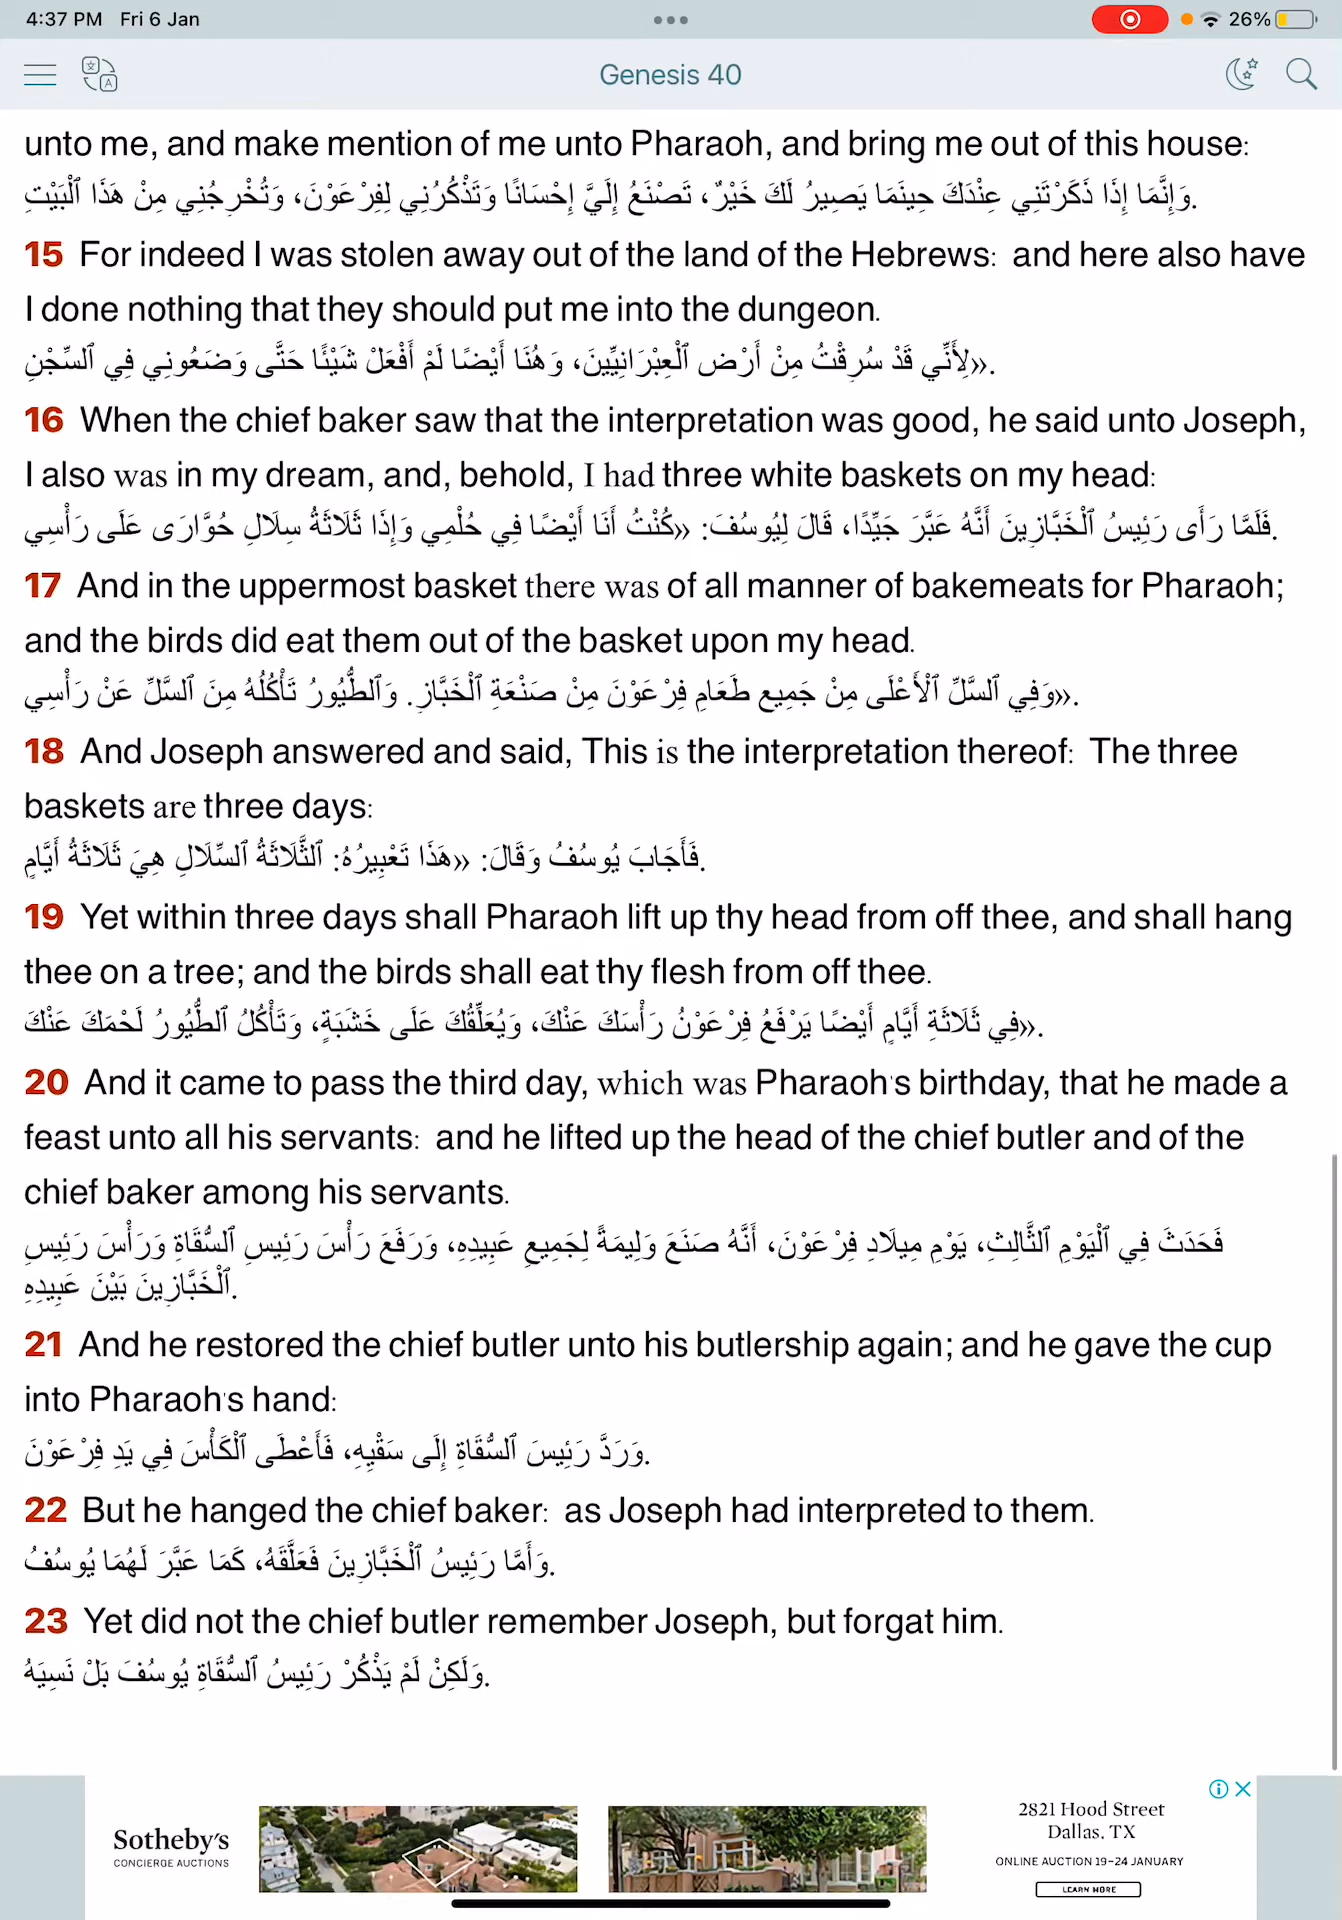 4:37 PM Fri 6 Jan
26%
Genesis 40
unto me, and make mention of me unto Pharaoh, and bring me out of this house:
وَإِنَّمَا إِذَا ذَكَرْتَنِي عِنْدَكَ حِينَمَا يَصِيرُ لَكَ خَيْرٌ، تَصْنَعُ إِلَيَّ إِحْسَانًا وَتَذْكُرُنِي لِفِرْعَوْنَ، وَتُخْرِجُنِي مِنْ هَذَا ٱلْبَيْتِ.
15 For indeed I was stolen away out of the land of the Hebrews: and here also have
I done nothing that they should put me into the dungeon.
لِأَنِّي قَدْ سُرِقْتُ مِنْ أَرْضِ ٱلْعِبْرَانِيِّينَ، وَهُنَا أَيْضًا لَمْ أَفْعَلْ شَيْئًا حَتَّى وَضَعُونِي فِي ٱلسِّجْنِ».
16 When the chief baker saw that the interpretation was good, he said unto Joseph,
I also was in my dream, and, behold, I had three white baskets on my head:
فَلَمَّا رَأَى رَئِيسُ ٱلْخَبَّازِينَ أَنَّهُ عَبَّرَ جَيِّدًا، قَالَ لِيُوسُفَ: «كُنْتُ أَنَا أَيْضًا فِي حُلْمِي وَإِذَا ثَلَاثَةُ سِلَالِ حُوَّارَى عَلَى رَأْسِي.
17 And in the uppermost basket there was of all manner of bakemeats for Pharaoh;
and the birds did eat them out of the basket upon my head.
وَفِي ٱلسَّلِّ ٱلْأَعْلَى مِنْ جَمِيعِ طَعَامِ فِرْعَوْنَ مِنْ صَنْعَةِ ٱلْخَبَّازِ. وَٱلطُّيُورُ تَأْكُلُهُ مِنَ ٱلسَّلِّ عَنْ رَأْسِي».
18 And Joseph answered and said, This is the interpretation thereof: The three
baskets are three days:
فَأَجَابَ يُوسُفُ وَقَالَ: «هَذَا تَعْبِيرُهُ: ٱلثَّلَاثَةُ ٱلسِّلَالِ هِيَ ثَلَاثَةُ أَيَّامٍ.
19 Yet within three days shall Pharaoh lift up thy head from off thee, and shall hang
thee on a tree; and the birds shall eat thy flesh from off thee.
فِي ثَلَاثَةِ أَيَّامٍ أَيْضًا يَرْفَعُ فِرْعَوْنُ رَأْسَكَ عَنْكَ، وَيُعَلِّقُكَ عَلَى خَشَبَةٍ، وَتَأْكُلُ ٱلطُّيُورُ لَحْمَكَ عَنْكَ».
20 And it came to pass the third day, which was Pharaoh's birthday, that he made a
feast unto all his servants: and he lifted up the head of the chief butler and of the
chief baker among his servants.
فَحَدَثَ فِي ٱلْيَوْمِ ٱلثَّالِثِ، يَوْمِ مِيلَادِ فِرْعَوْنَ، أَنَّهُ صَنَعَ وَلِيمَةً لِجَمِيعِ عَبِيدِهِ، وَرَفَعَ رَأْسَ رَئِيسِ ٱلسُّقَاةِ وَرَأْسَ رَئِيسِ
ٱلْخَبَّازِينَ بَيْنَ عَبِيدِهِ.
21 And he restored the chief butler unto his butlership again; and he gave the cup
into Pharaoh's hand:
وَرَدَّ رَئِيسَ ٱلسُّقَاةِ إِلَى سَقْيِهِ، فَأَعْطَى ٱلْكَأْسَ فِي يَدِ فِرْعَوْنَ.
22 But he hanged the chief baker: as Joseph had interpreted to them.
وَأَمَّا رَئِيسُ ٱلْخَبَّازِينَ فَعَلَّقَهُ، كَمَا عَبَّرَ لَهُمَا يُوسُفُ.
23 Yet did not the chief butler remember Joseph, but forgat him.
وَلَكِنْ لَمْ يَذْكُرْ رَئِيسُ ٱلسُّقَاةِ يُوسُفَ بَلْ نَسِيَهُ.
Sotheby's
CONCIERGE AUCTIONS
2821 Hood Street
Dallas, TX
ONLINE AUCTION 19–24 JANUARY
LEARN MORE